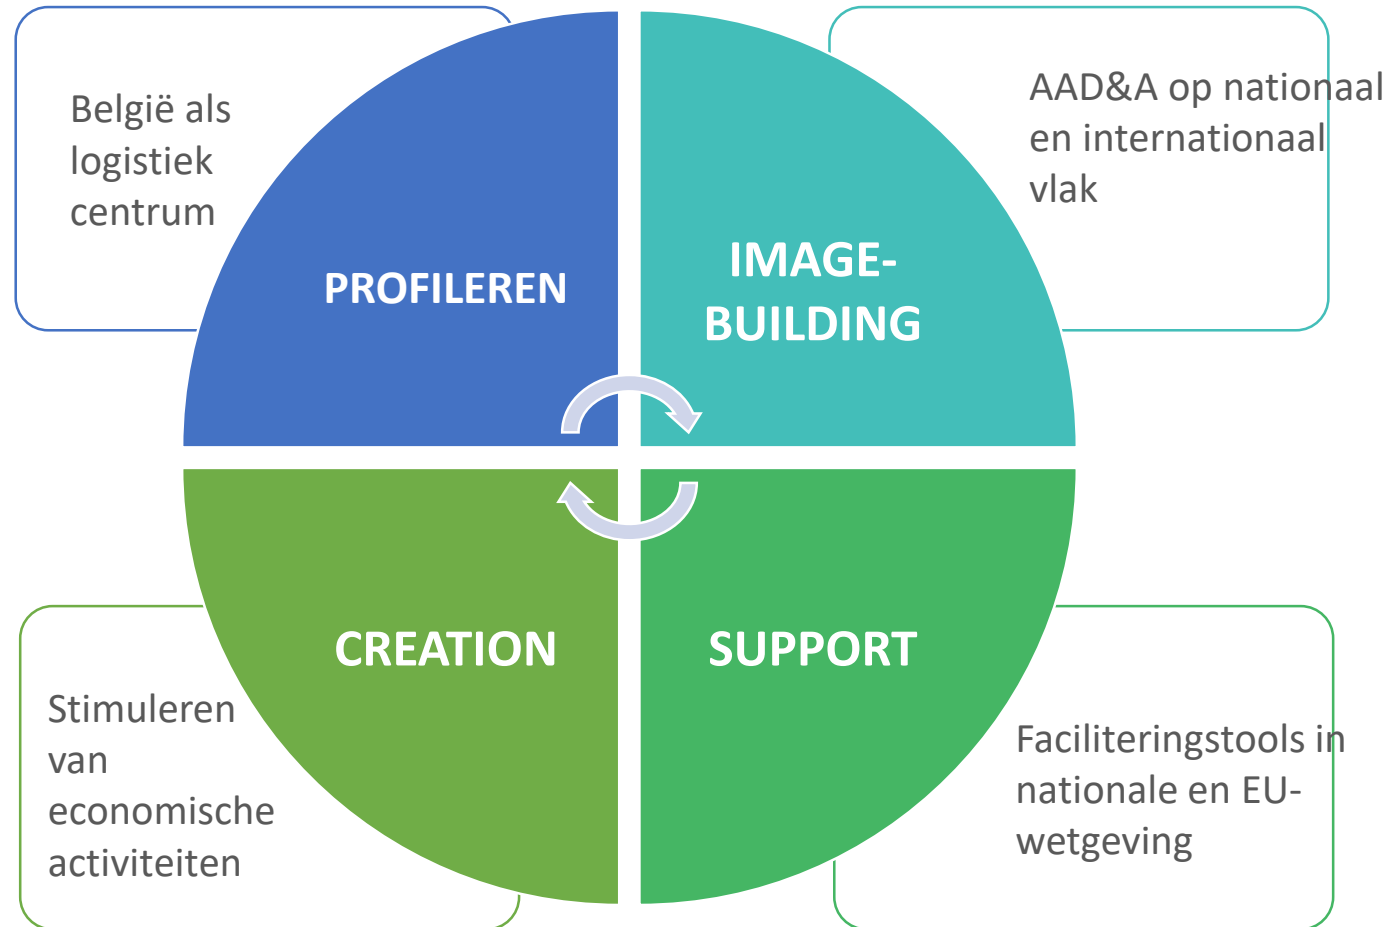 België als
logistiek
centrum
PROFILEREN
AAD&A op nationaal
en internationaal
vlak
IMAGE-
BUILDING
Stimuleren
van
economische
activiteiten
CREATION
SUPPORT
Faciliteringstools in
nationale en EU-
wetgeving